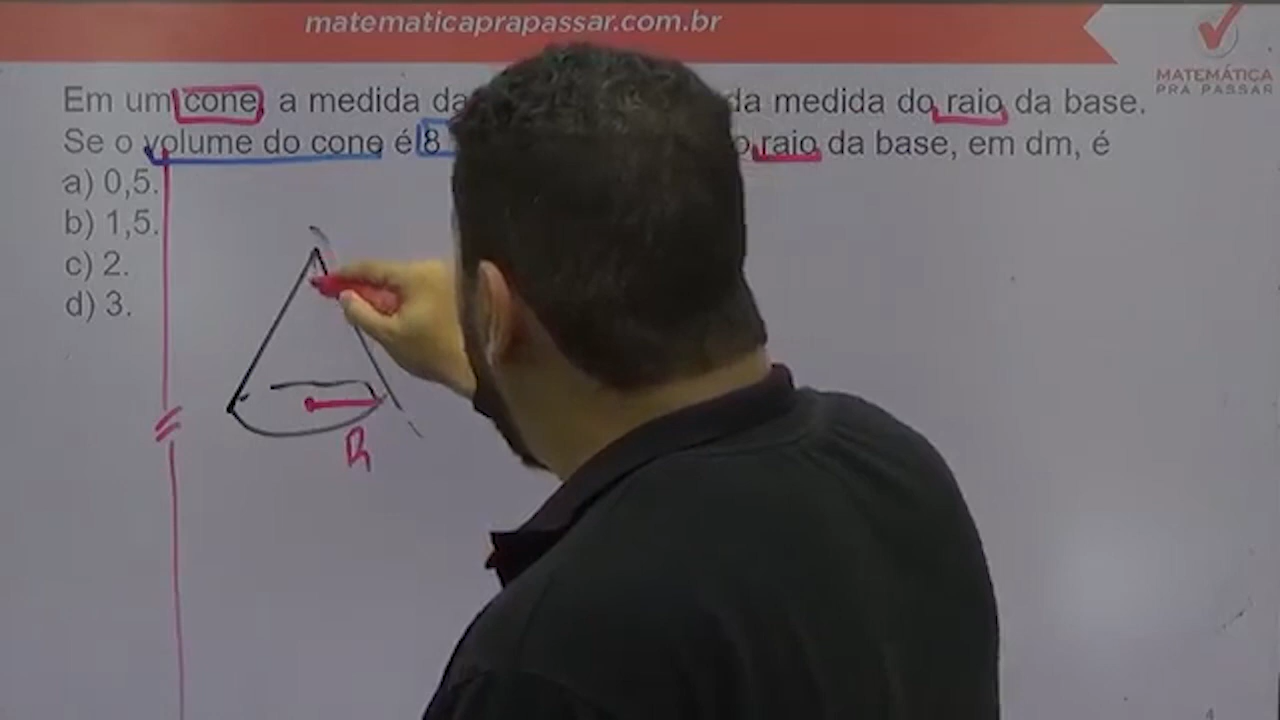 matematicaprapassar.com.br
MATEMÁTICA
PRA PASSAR
Em um cone, a medida da da medida do raio da base.
Se o volume do cone é 8 o raio da base, em dm, é
a) 0,5.
b) 1,5.
c) 2.
d) 3.
R